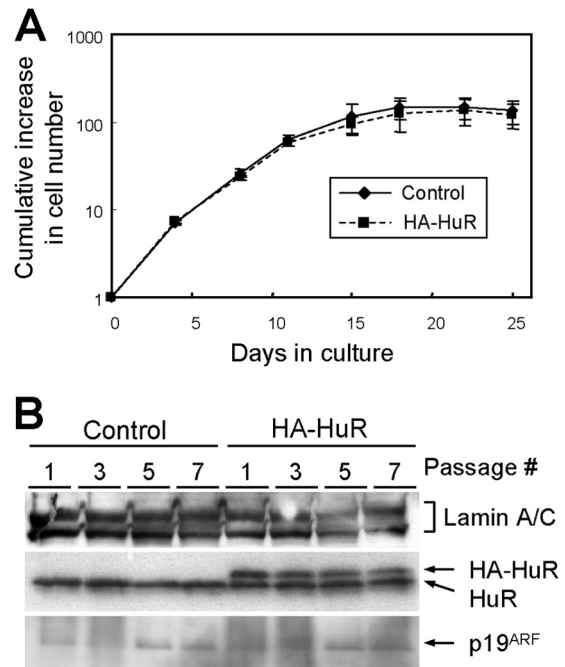 A
Cumulative increase
in cell number
1000
100
10
1
0 5 10 15 20 25
Days in culture
Control
HA-HuR
B
Control HA-HuR
1 3 5 7 1 3 5 7 Passage #
Lamin A/C
HA-HuR
HuR
p19ARF